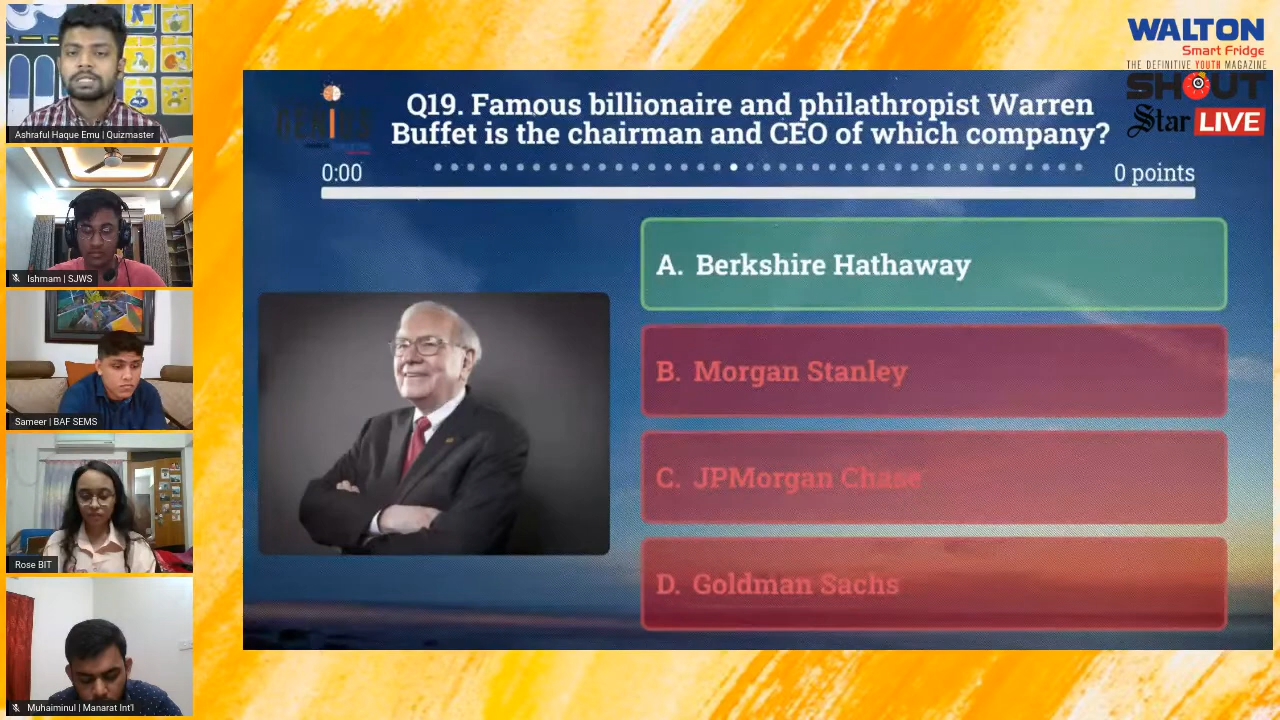 Ashraful Haque Emu | Quizmaster
Ishmam | SJWS
Sameer | BAF SEMS
Rose BIT
Muhaiminul | Manarat Int'l
WALTON
Smart Fridge
THE DEFINITIVE YOUTH MAGAZINE
SHOUT
Star LIVE
GENIUS
Q19. Famous billionaire and philathropist Warren
Buffet is the chairman and CEO of which company?
0:00
0 points
A. Berkshire Hathaway
B. Morgan Stanley
C. JPMorgan Chase
D. Goldman Sachs